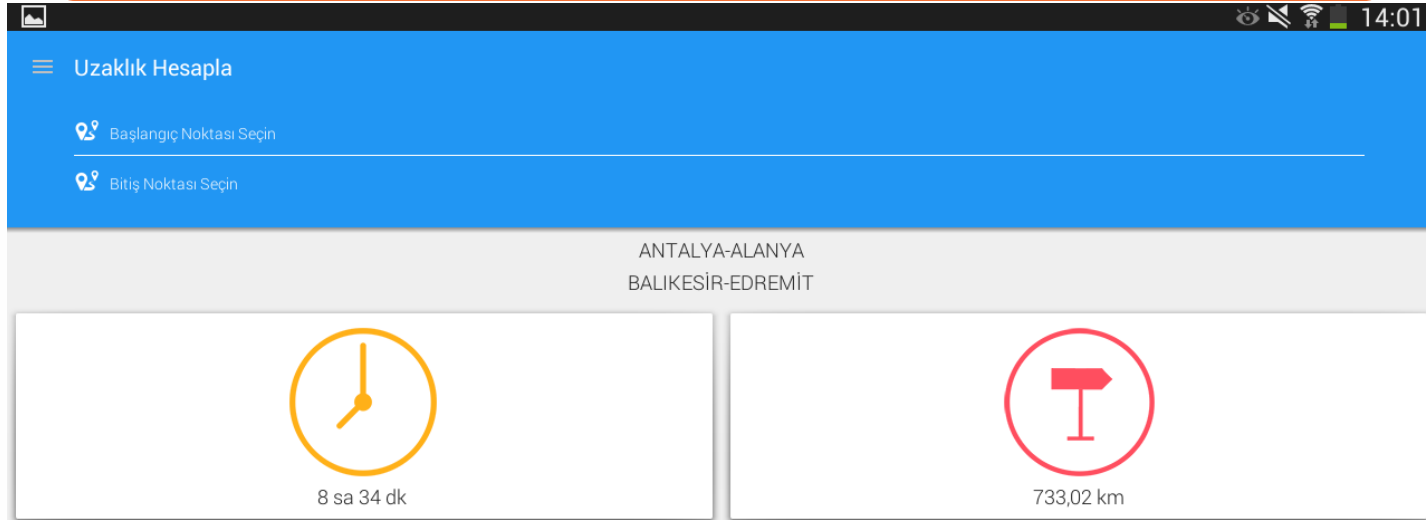 14:01
Uzaklık Hesapla
Başlangıç Noktası Seçin
Bitiş Noktası Seçin
ANTALYA-ALANYA
BALIKESİR-EDREMİT
8 sa 34 dk
733,02 km